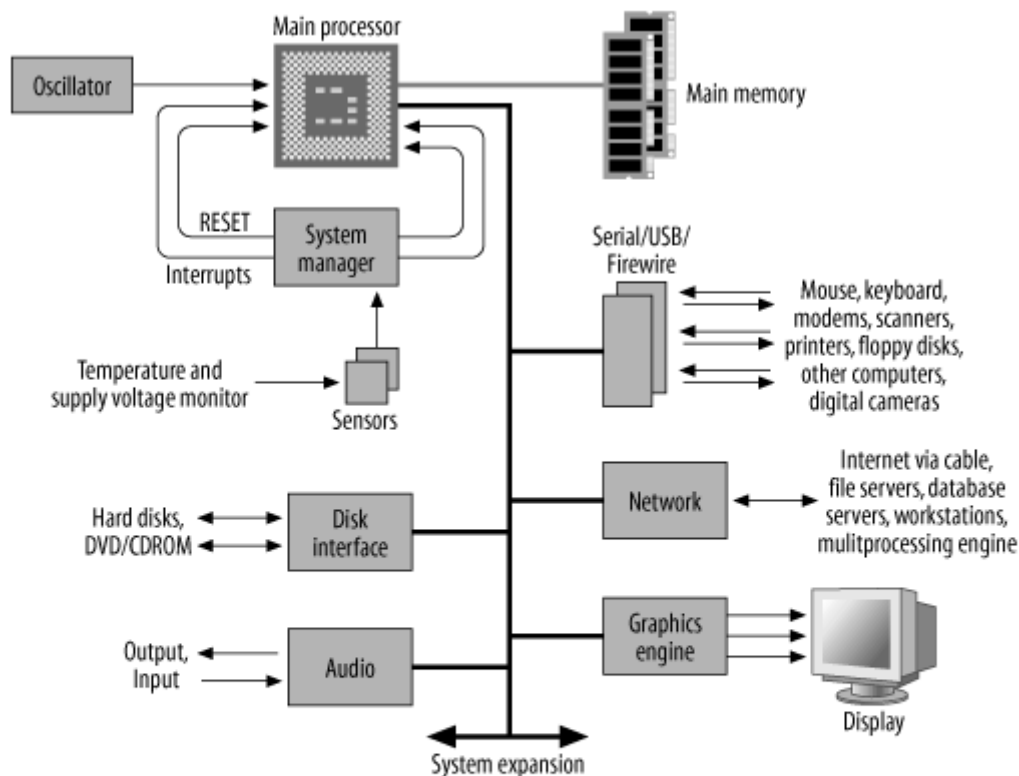 Main processor
Oscillator
Main memory
RESET
Interrupts
System
manager
Serial/USB/
Firewire
Mouse, keyboard,
modems, scanners,
printers, floppy disks,
other computers,
digital cameras
Temperature and
supply voltage monitor
Sensors
Hard disks,
DVD/CDROM
Disk
interface
Network
Internet via cable,
file servers, database
servers, workstations,
mulitprocessing engine
Output,
Input
Audio
Graphics
engine
Display
System expansion